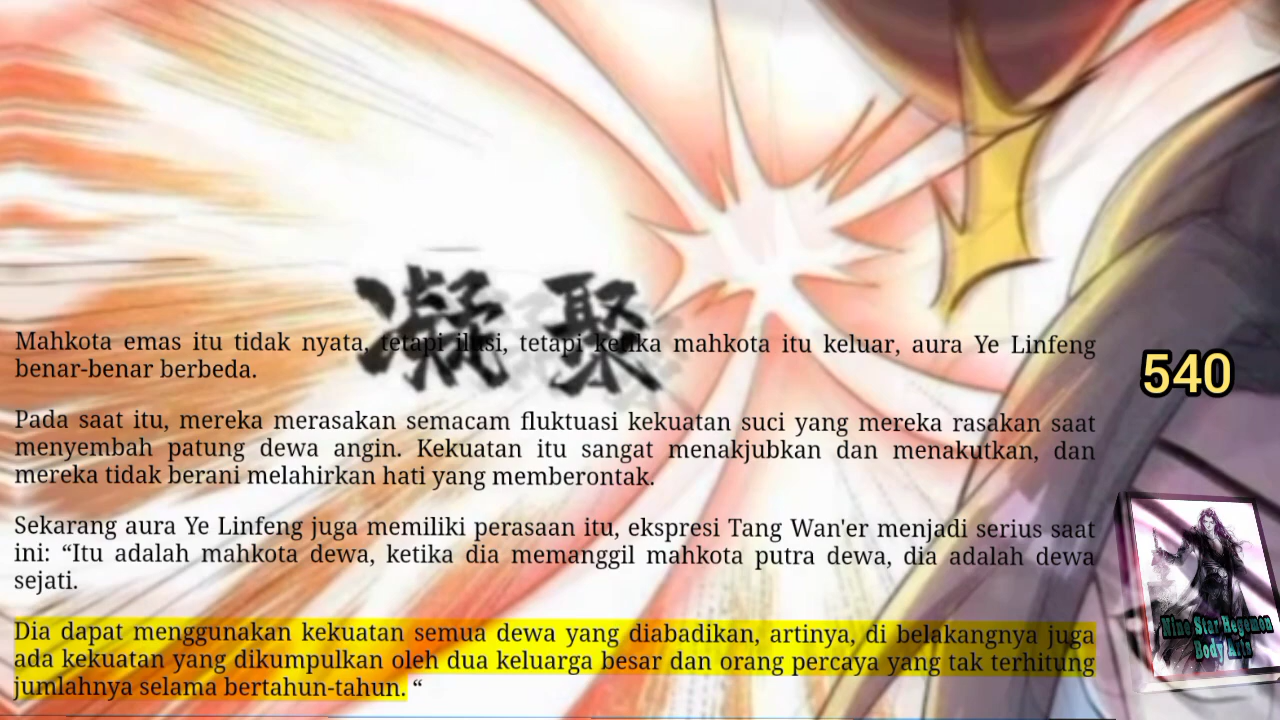 凝聚
Mahkota emas itu tidak nyata, tetapi ilusi, tetapi ketika mahkota itu keluar, aura Ye Linfeng
benar-benar berbeda.
540
Pada saat itu, mereka merasakan semacam fluktuasi kekuatan suci yang mereka rasakan saat
menyembah patung dewa angin. Kekuatan itu sangat menakjubkan dan menakutkan, dan
mereka tidak berani melahirkan hati yang memberontak.
Sekarang aura Ye Linfeng juga memiliki perasaan itu, ekspresi Tang Wan'er menjadi serius saat
ini: “Itu adalah mahkota dewa, ketika dia memanggil mahkota putra dewa, dia adalah dewa
sejati.
Dia dapat menggunakan kekuatan semua dewa yang diabadikan, artinya, di belakangnya juga
ada kekuatan yang dikumpulkan oleh dua keluarga besar dan orang percaya yang tak terhitung
jumlahnya selama bertahun-tahun. “
Nine Star Hegemon
Body Arts